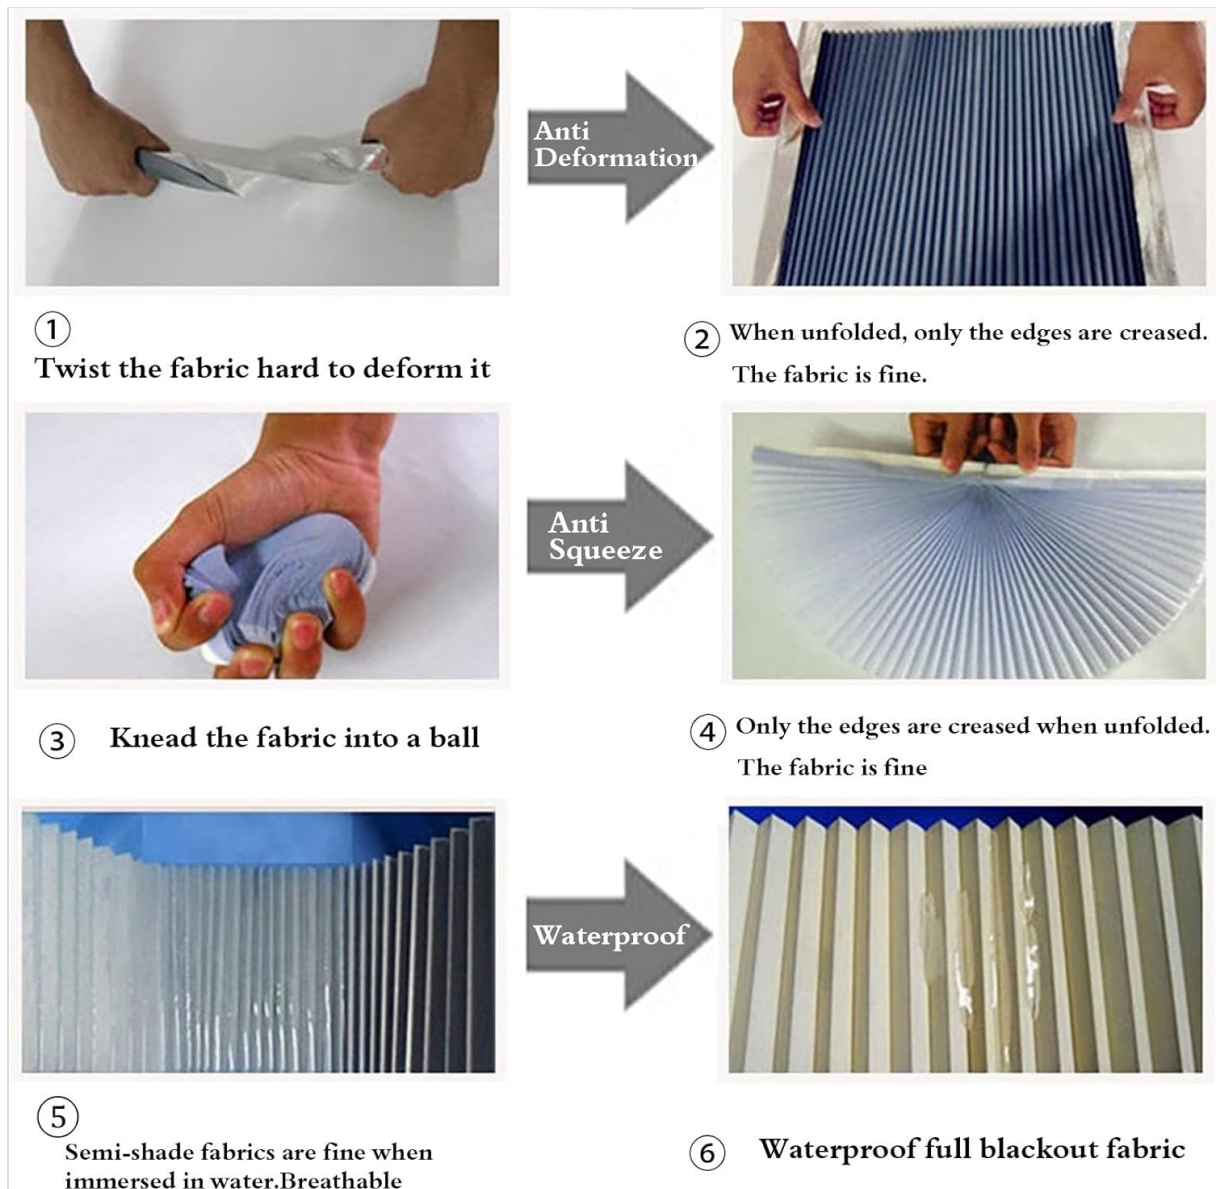 Anti
Deformation
①
Twist the fabric hard to deform it
② When unfolded, only the edges are creased.
The fabric is fine.
Anti
Squeeze
③ Knead the fabric into a ball
④ Only the edges are creased when unfolded.
The fabric is fine
Waterproof
⑤
Semi-shade fabrics are fine when
immersed in water.Breathable
⑥ Waterproof full blackout fabric